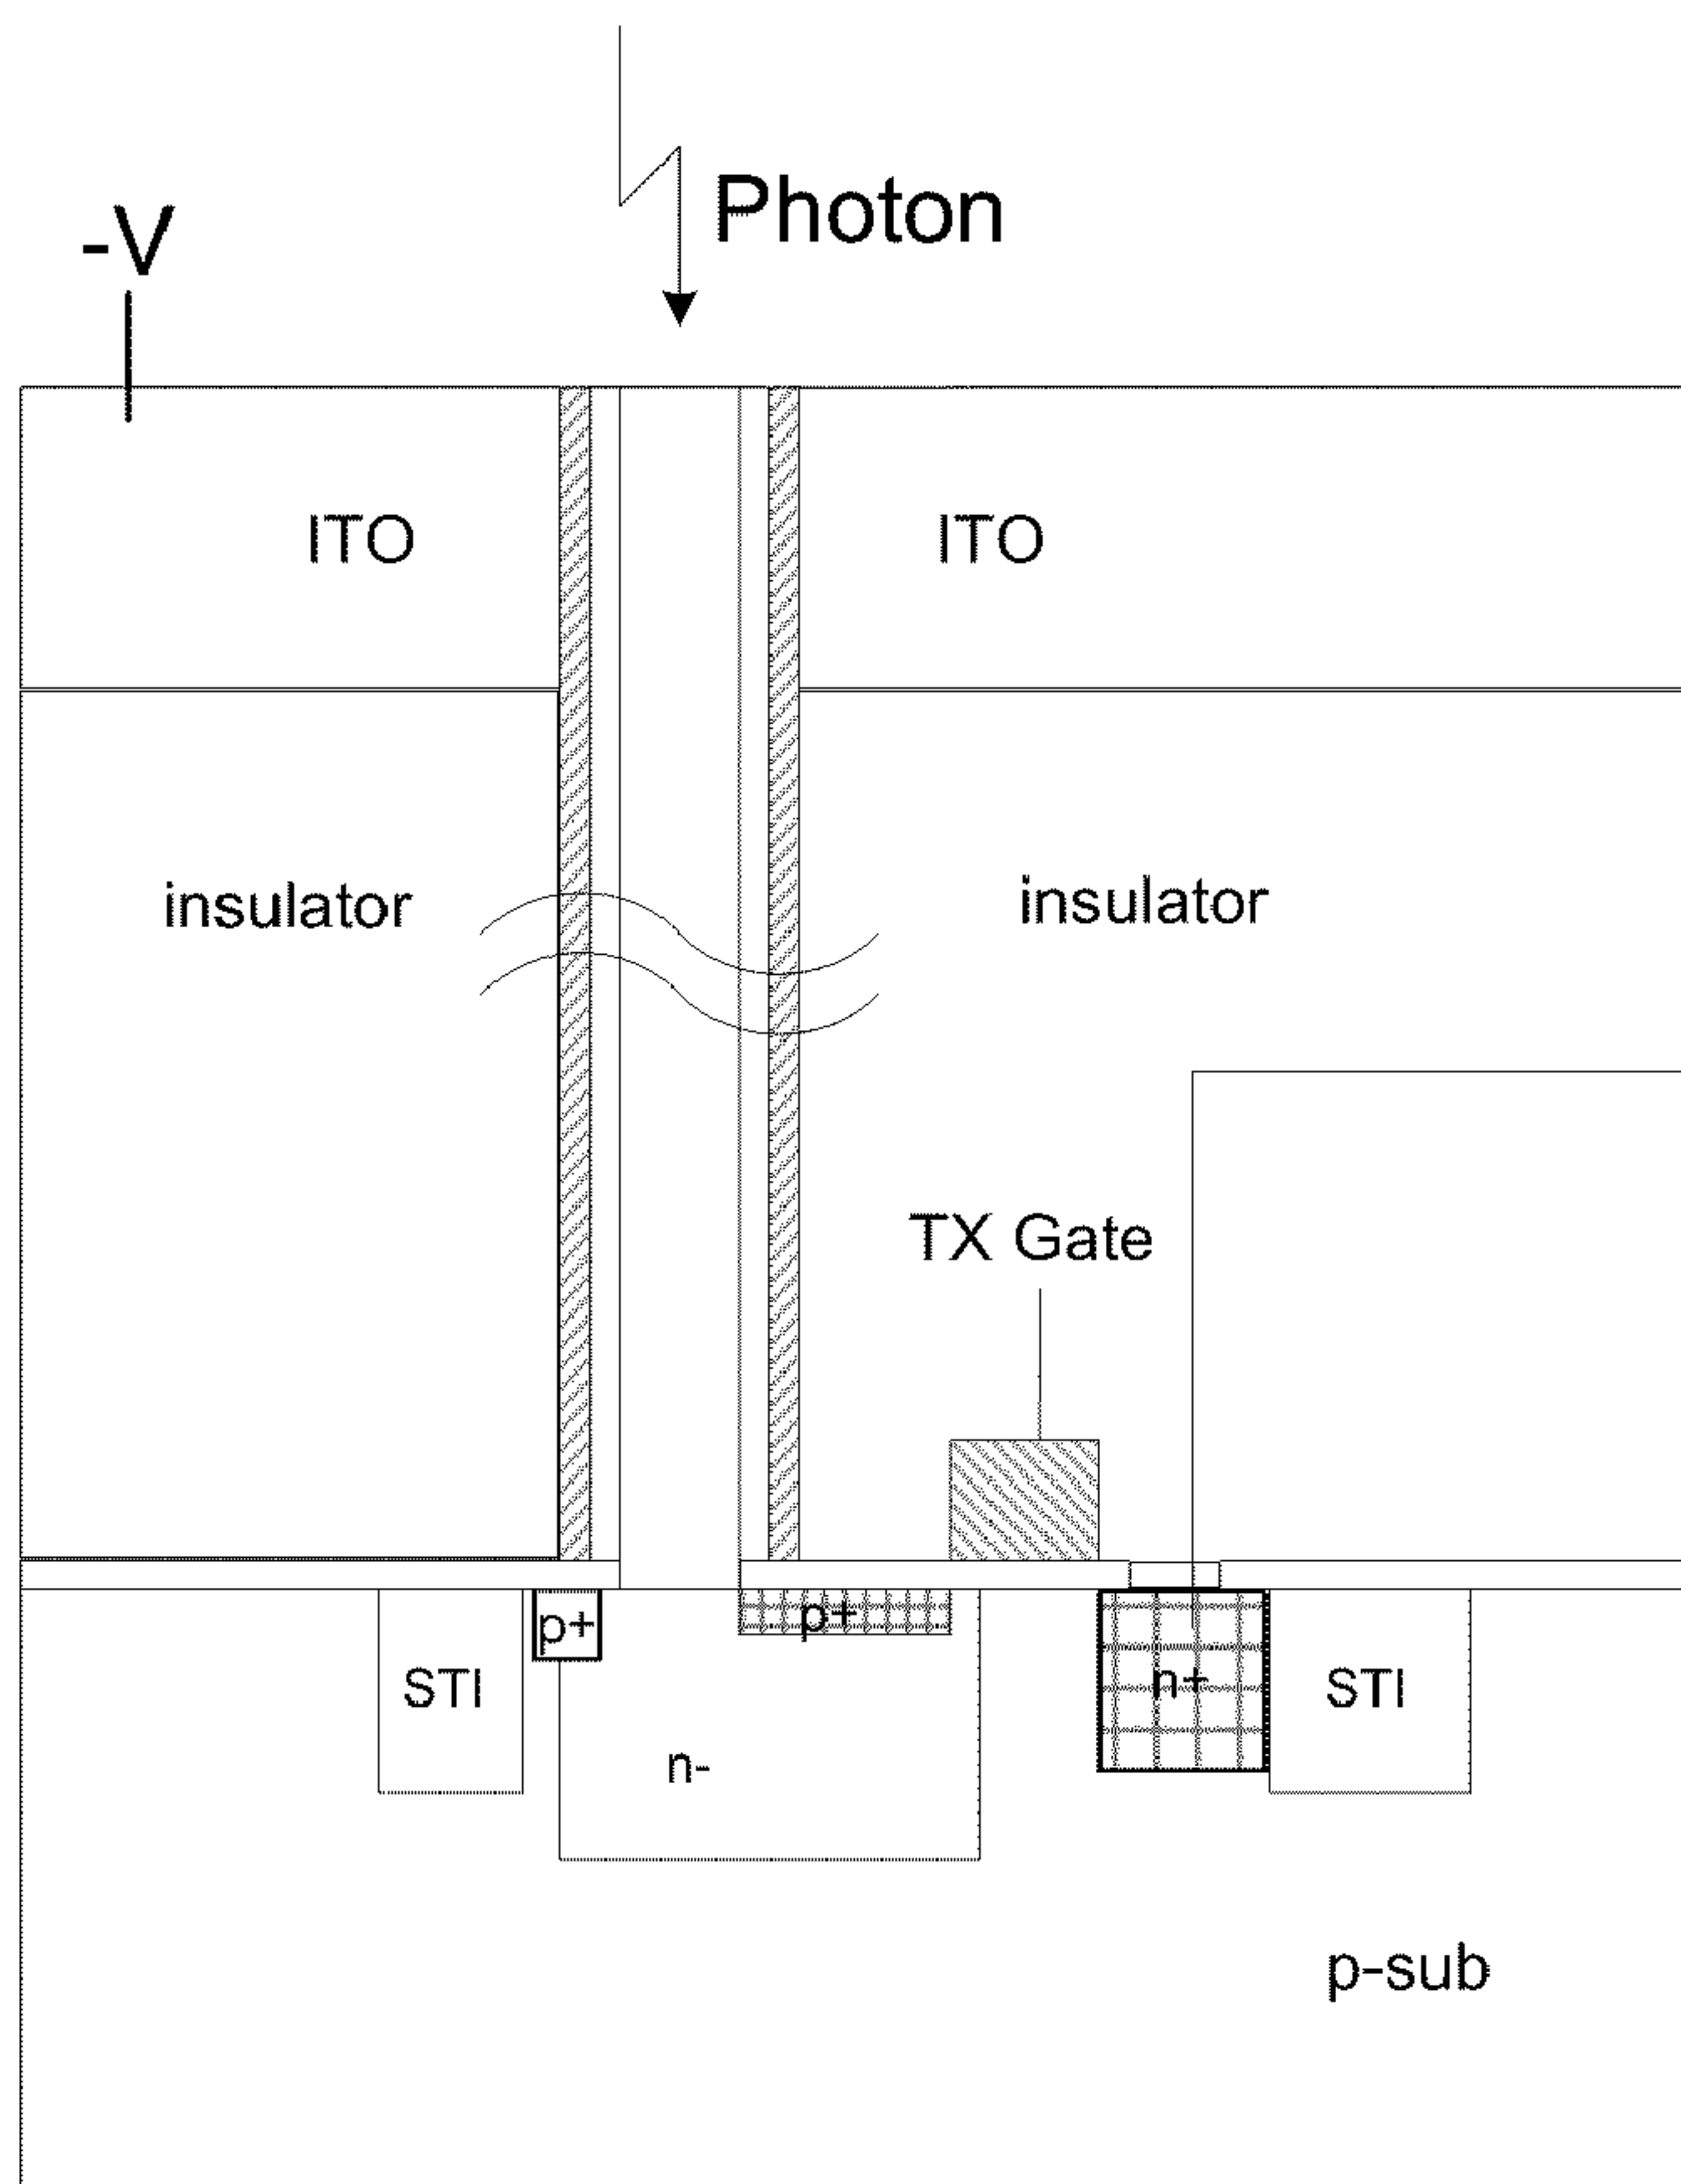 Photon
-V
ITO
ITO
insulator
insulator
TX Gate
p+
p+
STI
n+
STI
n-
p-sub